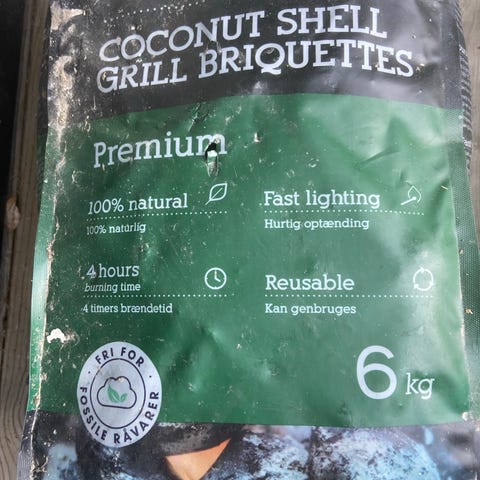 COCONUT SHELL
GRILL BRIQUETTES
Premium
100% natural
100% naturlig
Fast lighting
Hurtig optænding
4 hours
burning time
4 timers brændetid
Reusable
Kan genbruges
FRI FOR
FOSSILE RÅVARER
6 kg